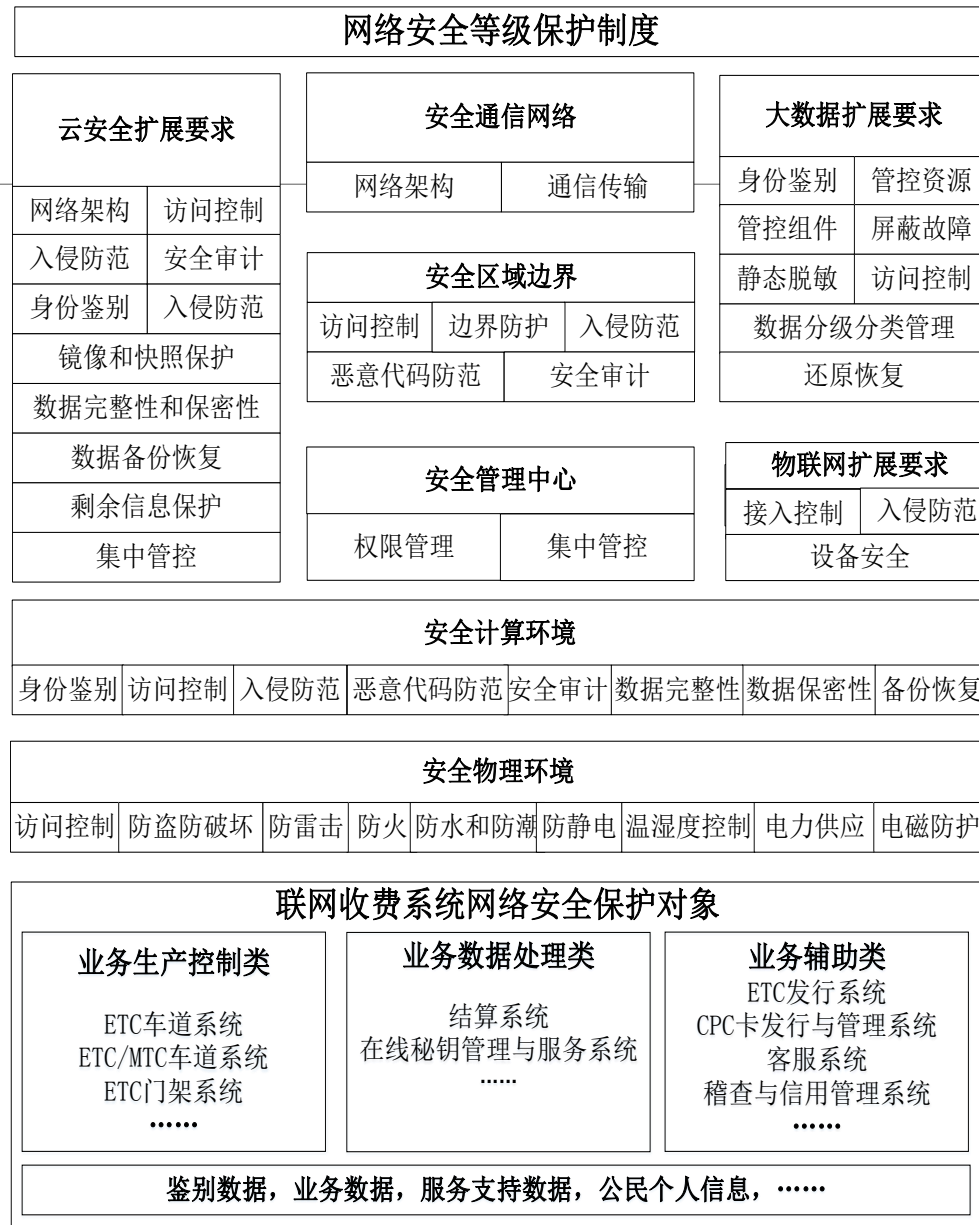 网络安全等级保护制度
云安全扩展要求
网络架构 访问控制
入侵防范 安全审计
身份鉴别 入侵防范
镜像和快照保护
数据完整性和保密性
数据备份恢复
剩余信息保护
集中管控
安全通信网络
网络架构 通信传输
安全区域边界
访问控制 边界防护 入侵防范
恶意代码防范 安全审计
安全管理中心
权限管理 集中管控
大数据扩展要求
身份鉴别 管控资源
管控组件 屏蔽故障
静态脱敏 访问控制
数据分级分类管理
还原恢复
物联网扩展要求
接入控制 入侵防范
设备安全
安全计算环境
身份鉴别 访问控制 入侵防范 恶意代码防范 安全审计 数据完整性 数据保密性 备份恢复
安全物理环境
访问控制 防盗防破坏 防雷击 防火 防水和防潮 防静电 温湿度控制 电力供应 电磁防护
联网收费系统网络安全保护对象
业务生产控制类
ETC车道系统
ETC/MTC车道系统
ETC门架系统
……
业务数据处理类
结算系统
在线秘钥管理与服务系统
……
业务辅助类
ETC发行系统
CPC卡发行与管理系统
客服系统
稽查与信用管理系统
……
鉴别数据，业务数据，服务支持数据，公民个人信息，……